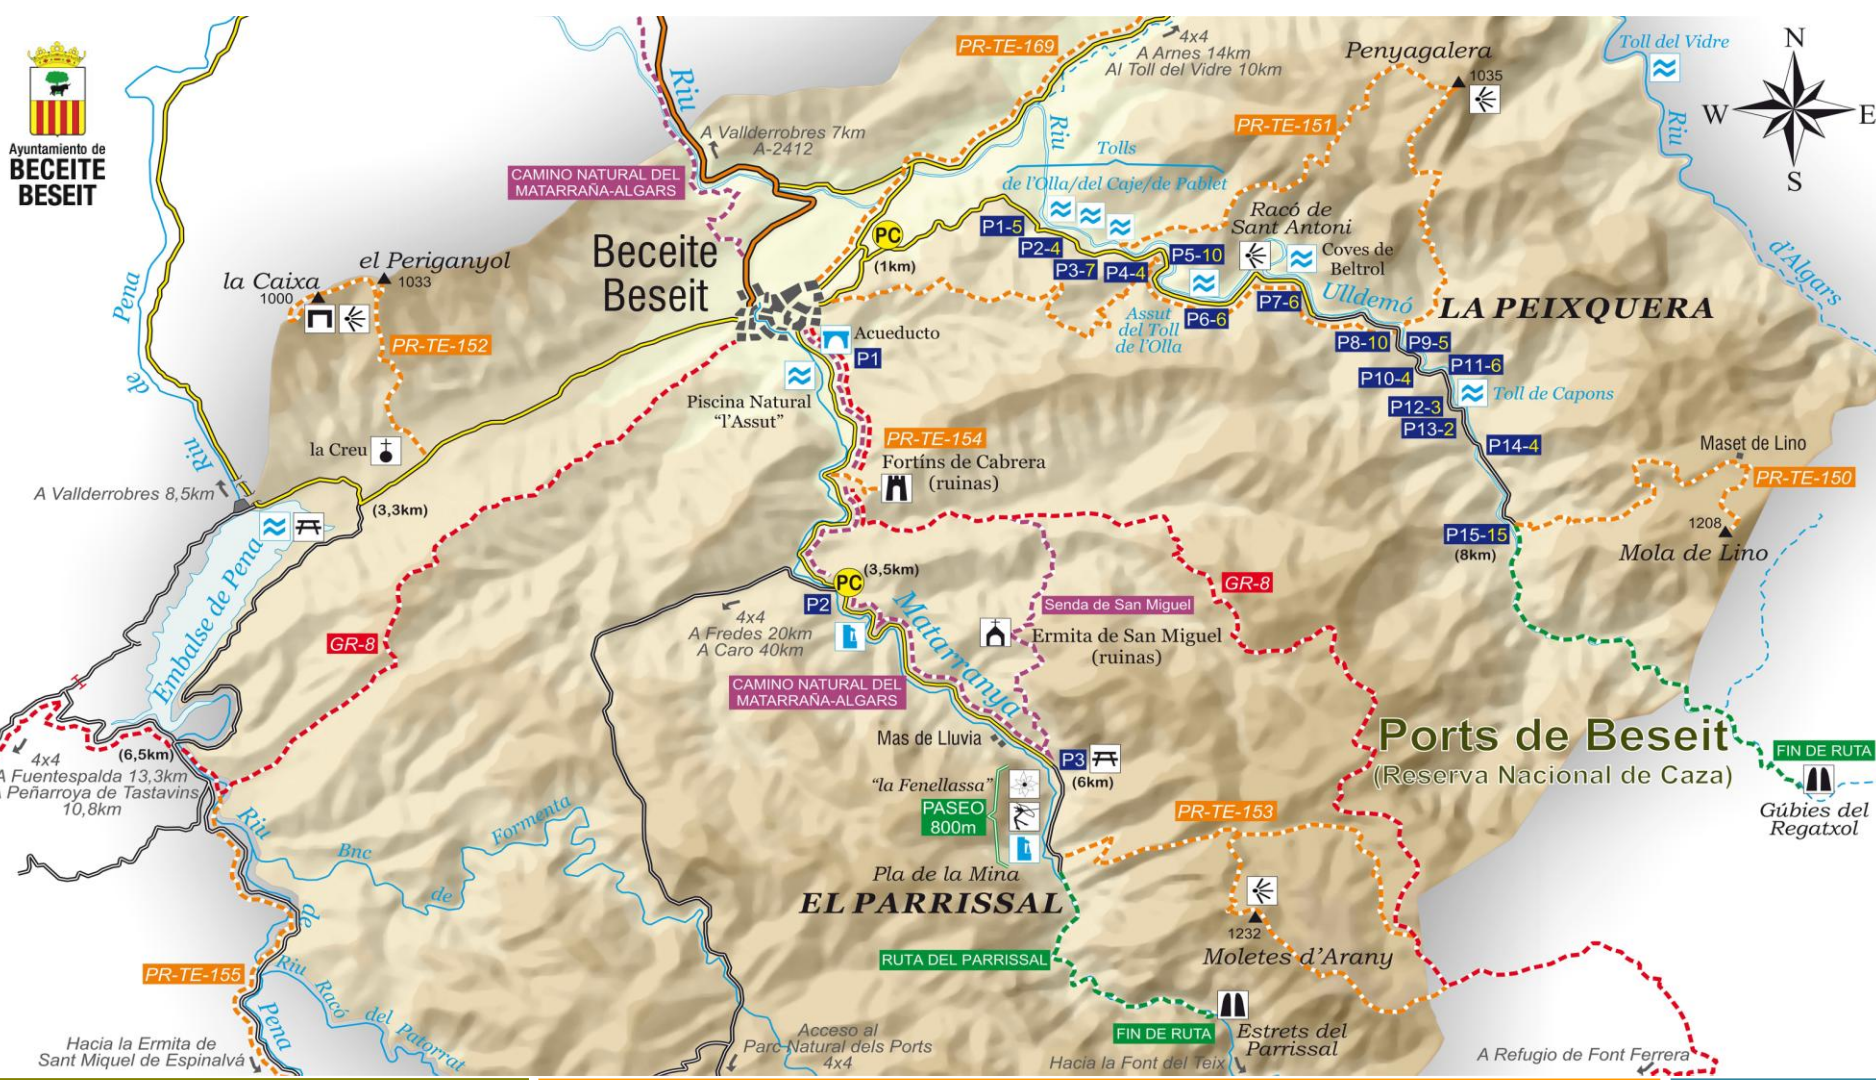 Ayuntamiento de
BECEITE
BESEIT
PR-TE-169
4x4
A Arnes 14km
Al Toll del Vidre 10km
Penyagalera
1035
Toll del Vidre
N
W
E
S
Riu
Riu
Riu
d'Algars
A Vallderrobres 7km
A-2412
CAMINO NATURAL DEL
MATARRAÑA-ALGARS
Tolls
de l'Olla/del Caje/de Pablet
PR-TE-151
Racó de
Sant Antoni
Coves de
Beltrol
Ulldemó
LA PEIXQUERA
PC
(1km)
P1-5
P2-4
P3-7
P4-4
P5-10
P6-6
P7-6
P8-10
P9-5
P10-4
P11-6
P12-3
P13-2
P14-4
P15-15
(8km)
Assut
del Toll
de l'Olla
Toll de Capons
Beceite
Beseit
el Periganyol
1033
la Caixa
1000
PR-TE-152
Riu
de
Pena
la Creu
A Vallderrobres 8,5km
(3,3km)
Embalse de Pena
Acueducto
P1
Piscina Natural
"l'Assut"
PR-TE-154
Fortíns de Cabrera
(ruinas)
Maset de Lino
PR-TE-150
1208
Mola de Lino
GR-8
GR-8
PC
(3,5km)
P2
4x4
A Fredes 20km
A Caro 40km
Matarranya
Senda de San Miguel
Ermita de San Miguel
(ruinas)
CAMINO NATURAL DEL
MATARRAÑA-ALGARS
Mas de Lluvia
P3
(6km)
"la Fenellassa"
PASEO
800m
Pla de la Mina
EL PARRISSAL
Ports de Beseit
(Reserva Nacional de Caza)
FIN DE RUTA
Gúbies del
Regatxol
PR-TE-153
1232
Moletes d'Arany
(6,5km)
4x4
A Fuentespalda 13,3km
A Peñarroya de Tastavins
10,8km
Riu
de
Pena
Bnc
de
Formenta
PR-TE-155
Riu
Racó
del Patorrat
Hacia la Ermita de
Sant Miquel de Espinalvá
RUTA DEL PARRISSAL
FIN DE RUTA
Estrets del
Parrissal
Hacia la Font del Teix
Acceso al
Parc Natural dels Ports
4x4
A Refugio de Font Ferrera